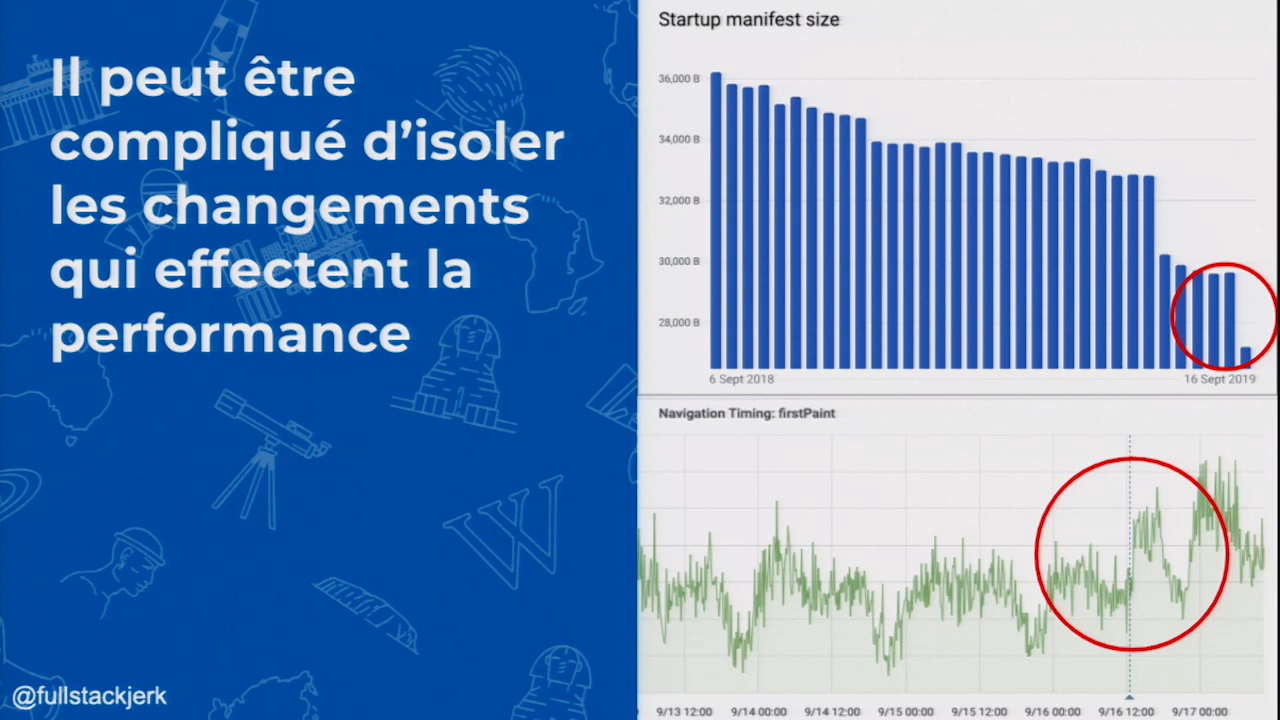 Il peut être
compliqué d’isoler
les changements
qui effectent la
performance
@fullstackjerk
Startup manifest size
36,000 B
34,000 B
32,000 B
30,000 B
28,000 B
6 Sept 2018 16 Sept 2019
Navigation Timing: firstPaint
9/13 12:00 9/14 00:00 9/14 12:00 9/15 00:00 9/15 12:00 9/16 00:00 9/16 12:00 9/17 00:00
W